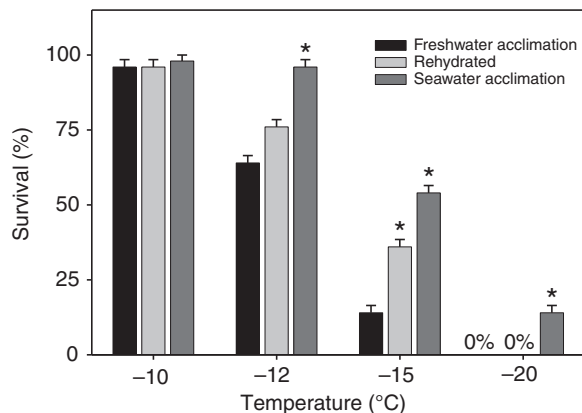 100
75
50
25
0
Survival (%)
Freshwater acclimation
Rehydrated
Seawater acclimation
*
*
*
*
0% 0%
–10 –12 –15 –20
Temperature (°C)